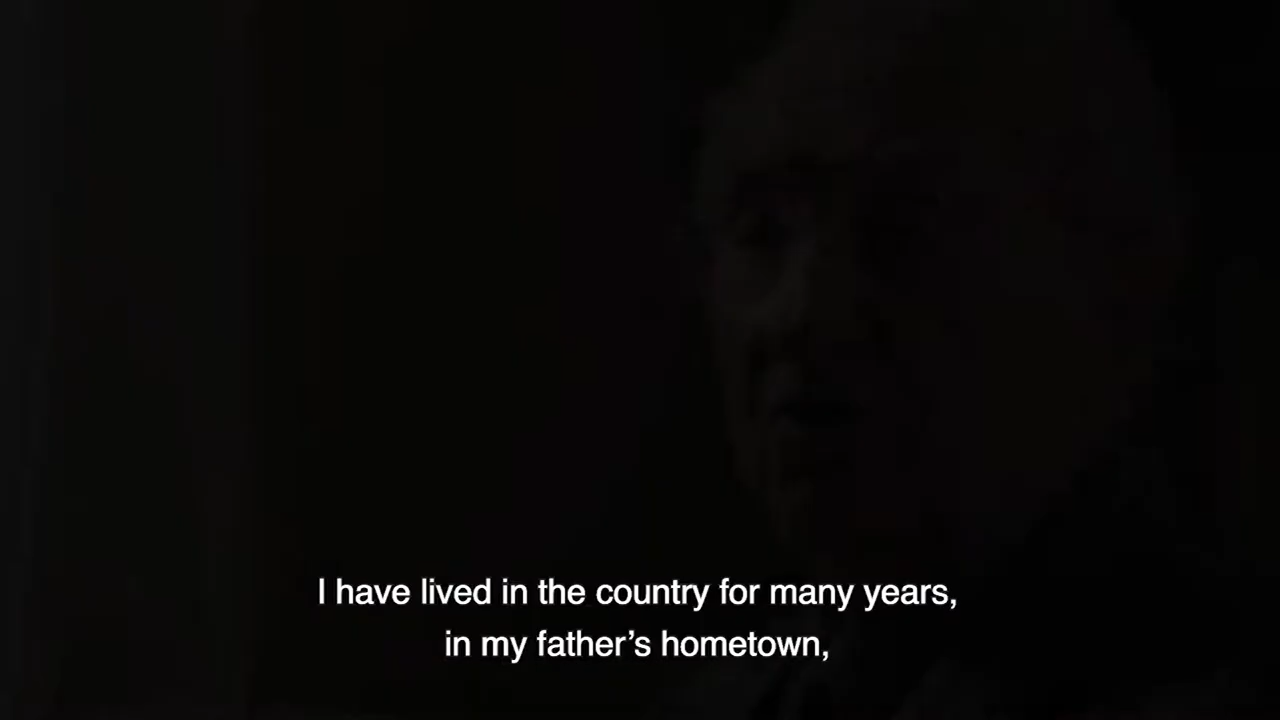 I have lived in the country for many years,
in my father’s hometown,